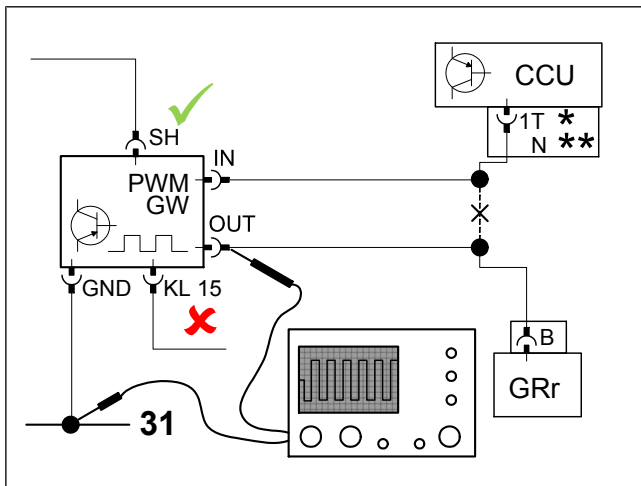 CCU
1T *
N **
SH
IN
PWM
GW
OUT
GND
KL 15
31
B
GRr